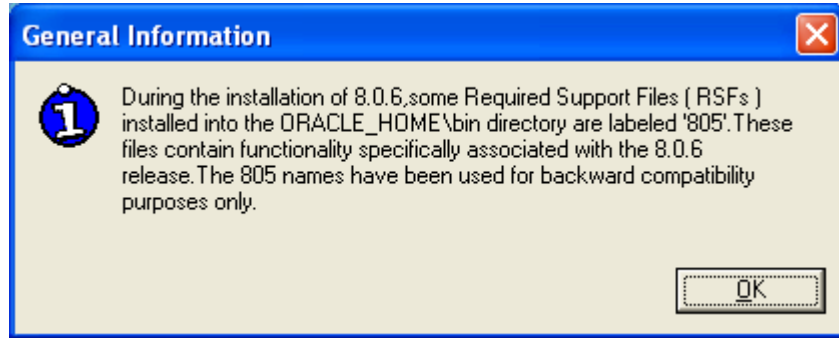 General Information
During the installation of 8.0.6,some Required Support Files ( RSFs )
installed into the ORACLE_HOME\bin directory are labeled '805'.These
files contain functionality specifically associated with the 8.0.6
release.The 805 names have been used for backward compatibility
purposes only.
OK